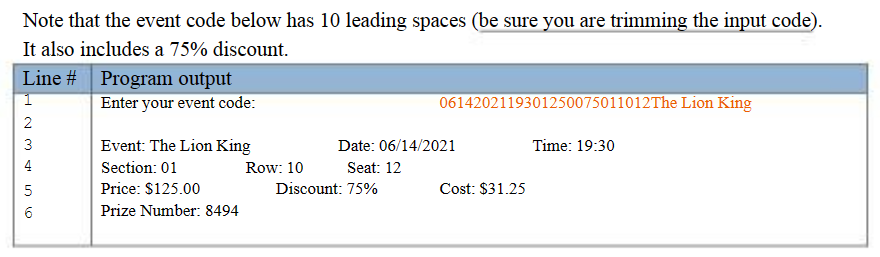 Note that the event code below has 10 leading spaces (be sure you are trimming the input code).
It also includes a 75% discount.
Line # Program output
1 Enter your event code: 0614202119301250075011012The Lion King
2
3 Event: The Lion King Date: 06/14/2021 Time: 19:30
4 Section: 01 Row: 10 Seat: 12
5 Price: $125.00 Discount: 75% Cost: $31.25
6 Prize Number: 8494